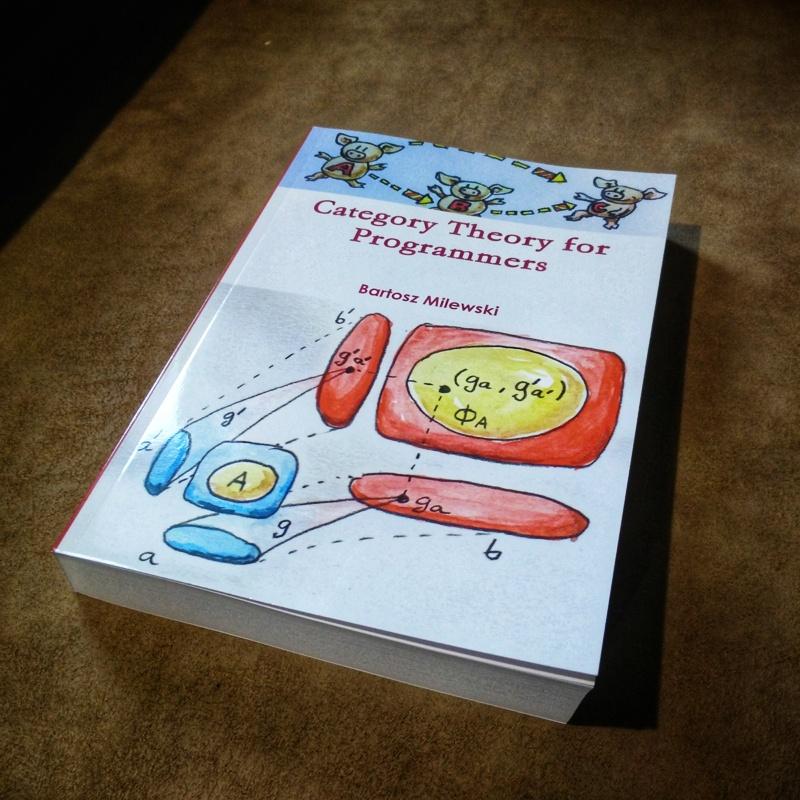 A
B
C
Category Theory for
Programmers
Bartosz Milewski
b'
g'a'
(ga, g'a')
ΦA
g'
a'
A
ga
g
a
b